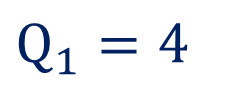 Q₁ = 4